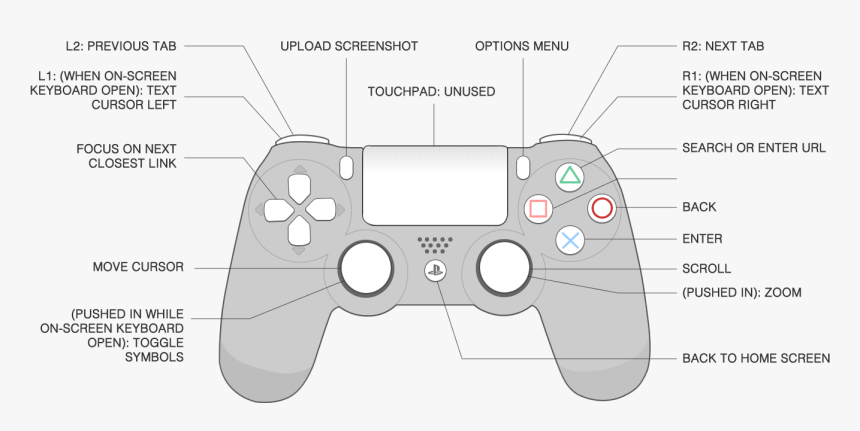 L2: PREVIOUS TAB
UPLOAD SCREENSHOT
OPTIONS MENU
R2: NEXT TAB
L1: (WHEN ON-SCREEN
KEYBOARD OPEN): TEXT
CURSOR LEFT
TOUCHPAD: UNUSED
R1: (WHEN ON-SCREEN
KEYBOARD OPEN): TEXT
CURSOR RIGHT
FOCUS ON NEXT
CLOSEST LINK
SEARCH OR ENTER URL
BACK
ENTER
MOVE CURSOR
SCROLL
(PUSHED IN): ZOOM
(PUSHED IN WHILE
ON-SCREEN KEYBOARD
OPEN): TOGGLE
SYMBOLS
BACK TO HOME SCREEN